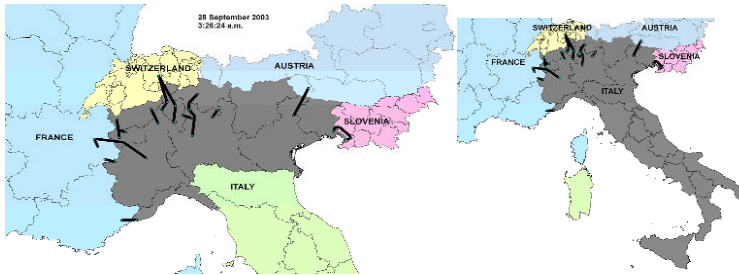 28 September 2003
3:26:24 a.m.
SWITZERLAND
AUSTRIA
FRANCE
SLOVENIA
ITALY
SWITZERLAND
AUSTRIA
SLOVENIA
FRANCE
ITALY